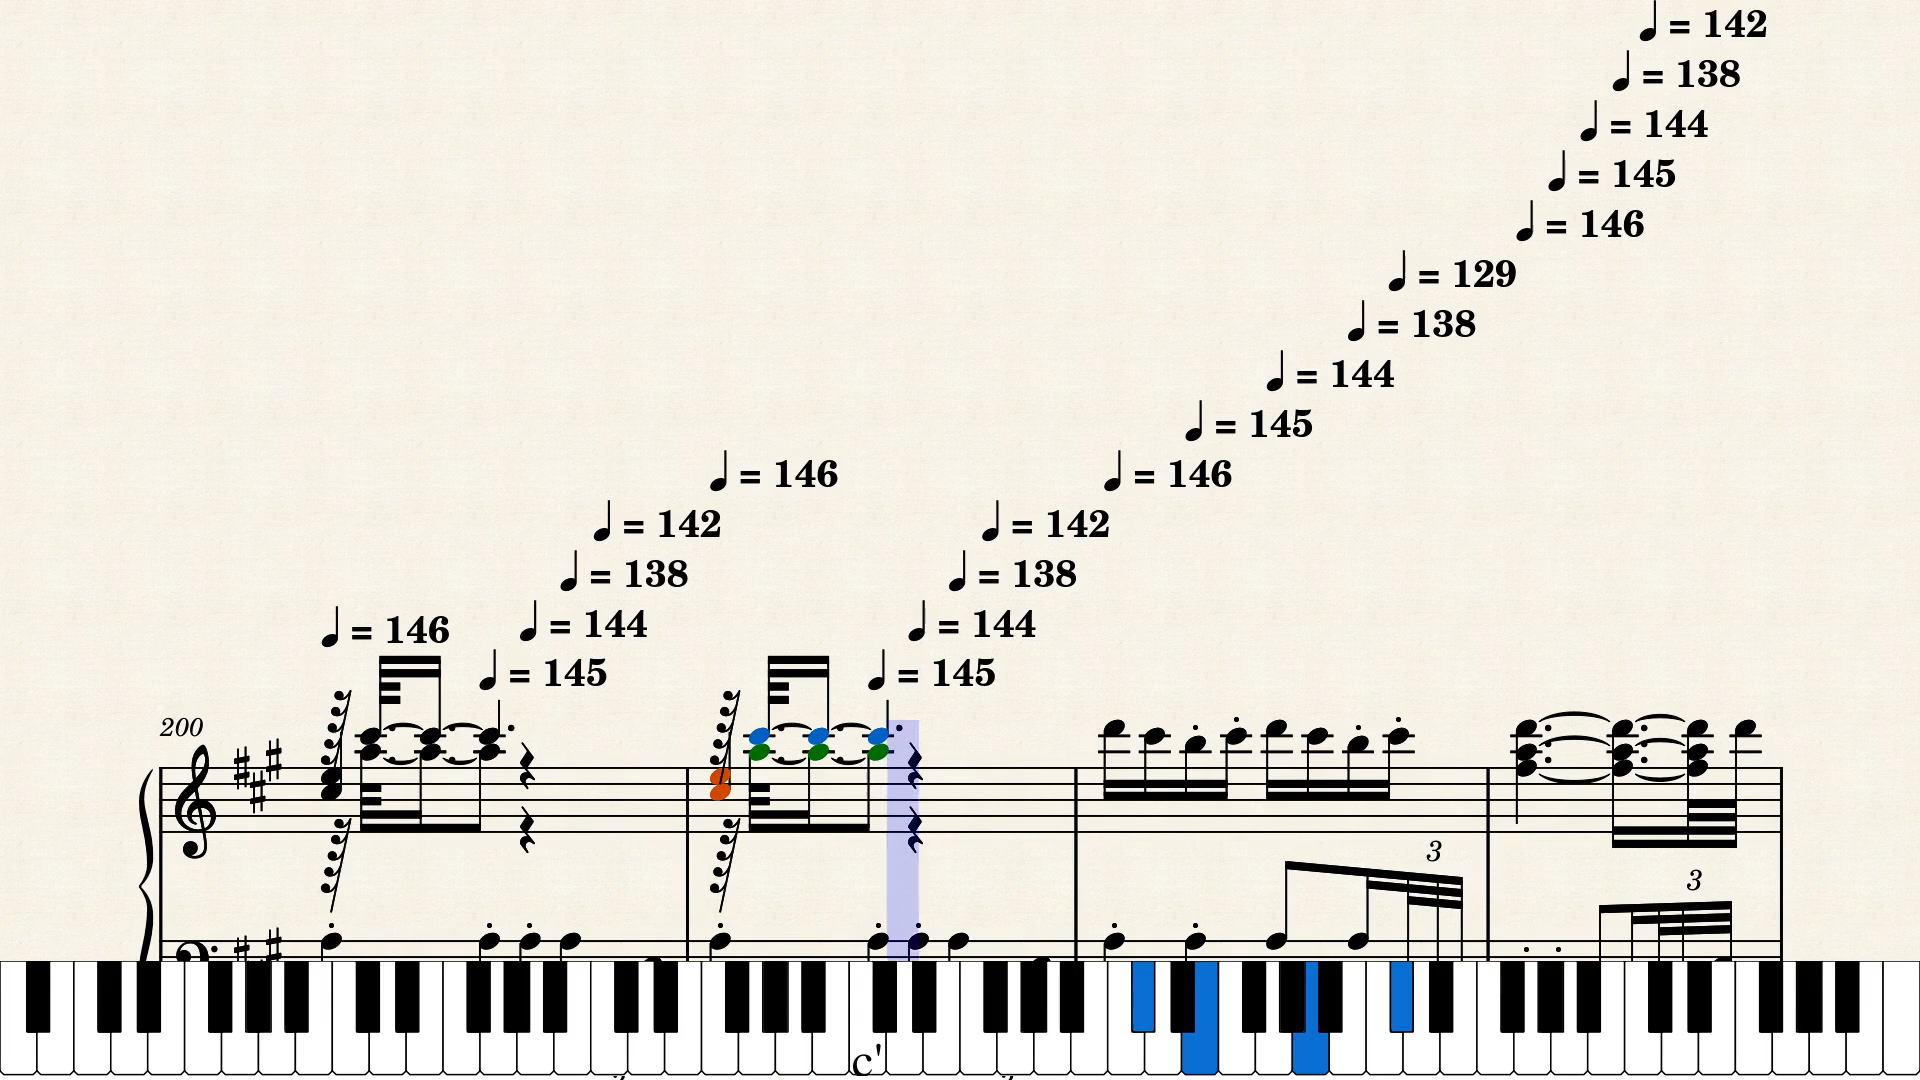 ♩ = 142
♩ = 138
♩ = 144
♩ = 145
♩ = 146
♩ = 129
♩ = 138
♩ = 144
♩ = 145
♩ = 146 ♩ = 146
♩ = 142 ♩ = 142
♩ = 138 ♩ = 138
♩ = 146 ♩ = 144 ♩ = 144
♩ = 145 ♩ = 145
200
3
3
c'